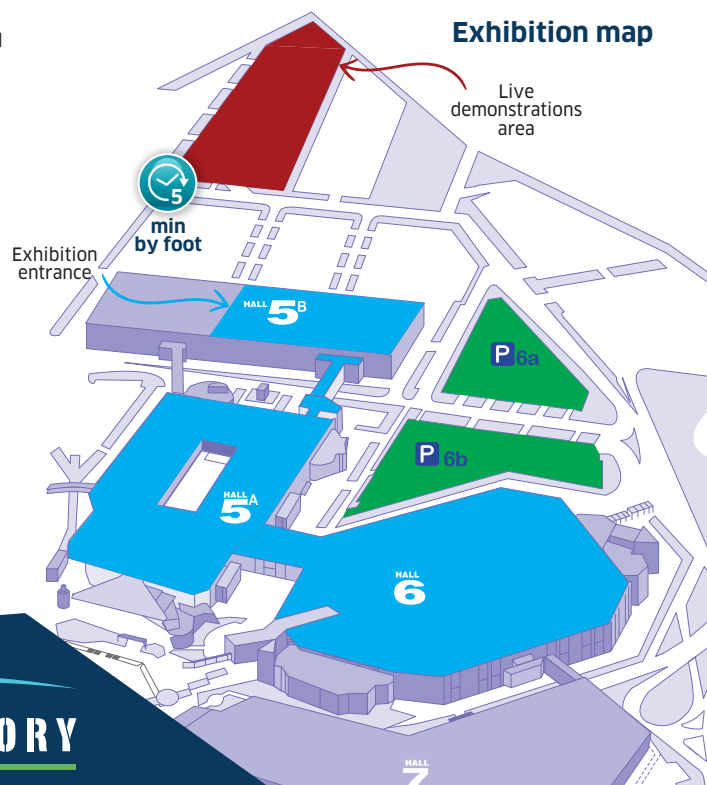 Exhibition map
Live
demonstrations
area
5
min
by foot
Exhibition
entrance
HALL 5B
P 6a
P 6b
HALL
5A
HALL
6
ORY
HALL
7